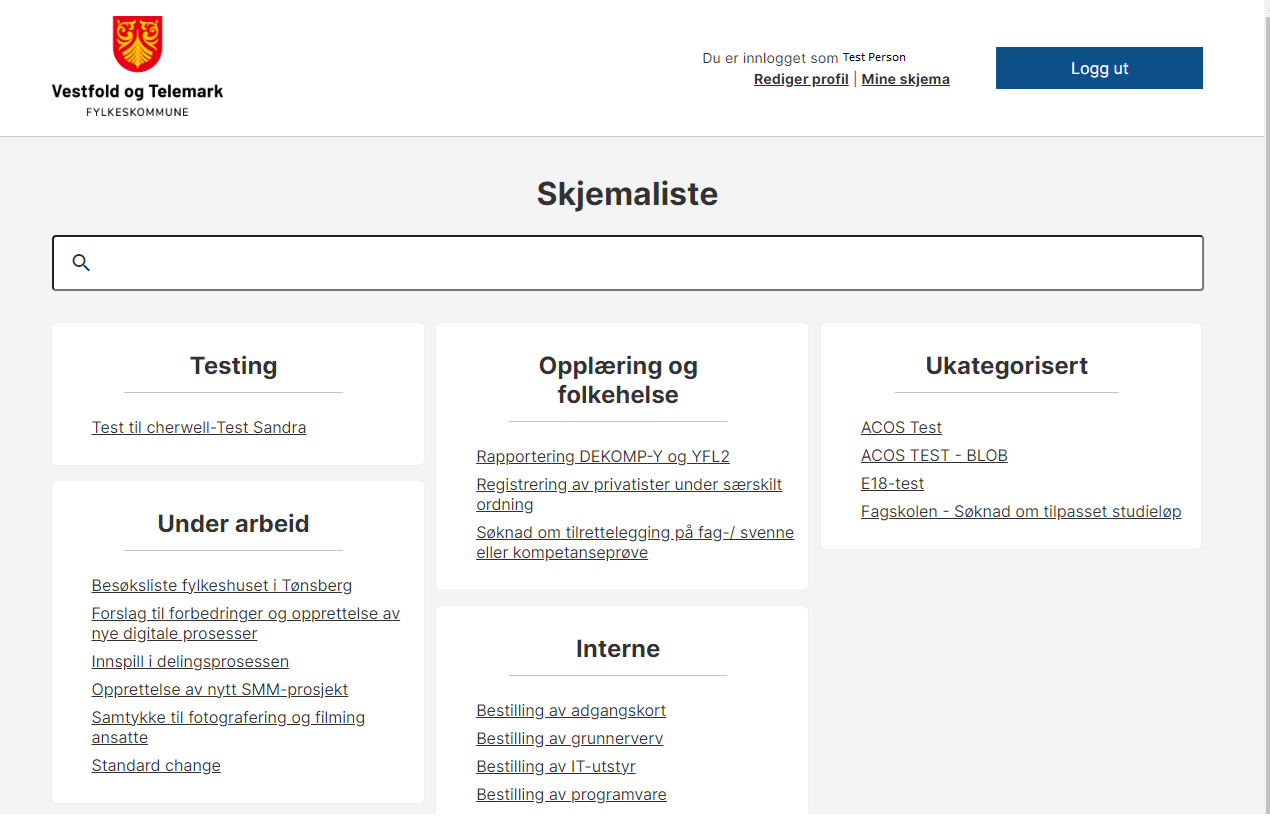 Vestfold og Telemark
FYLKESKOMMUNE
Du er innlogget som Test Person
Rediger profil | Mine skjema
Logg ut
Skjemaliste
Testing
Test til cherwell-Test Sandra
Under arbeid
Besøksliste fylkeshuset i Tønsberg
Forslag til forbedringer og opprettelse av
nye digitale prosesser
Innspill i delingsprosessen
Opprettelse av nytt SMM-prosjekt
Samtykke til fotografering og filming
ansatte
Standard change
Opplæring og
folkehelse
Rapportering DEKOMP-Y og YFL2
Registrering av privatister under særskilt
ordning
Søknad om tilrettelegging på fag-/ svenne
eller kompetanseprøve
Interne
Bestilling av adgangskort
Bestilling av grunnerverv
Bestilling av IT-utstyr
Bestilling av programvare
Ukategorisert
ACOS Test
ACOS TEST - BLOB
E18-test
Fagskolen - Søknad om tilpasset studieløp